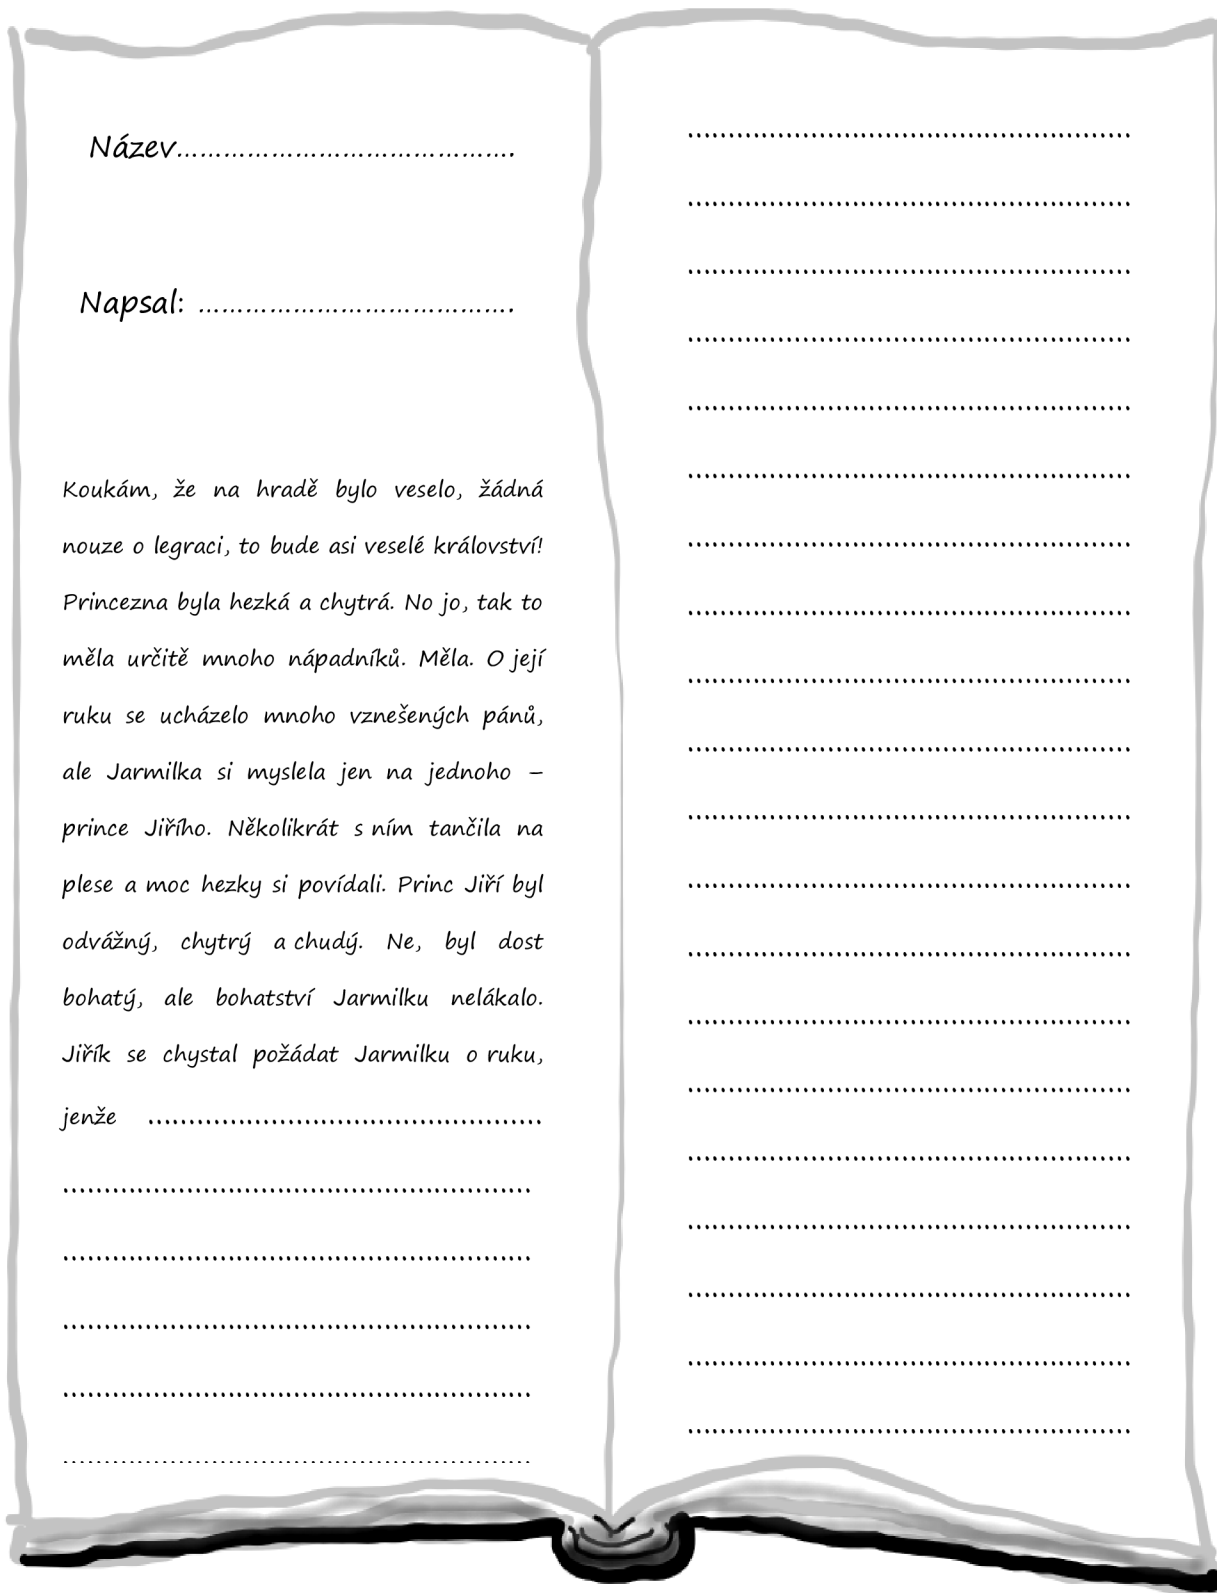 Název……………………………………….
Napsal: …………………………………….
Koukám, že na hradě bylo veselo, žádná
nouze o legraci, to bude asi veselé království!
Princezna byla hezká a chytrá. No jo, tak to
měla určitě mnoho nápadníků. Měla. O její
ruku se ucházelo mnoho vznešených pánů,
ale Jarmilka si myslela jen na jednoho –
prince Jiřího. Několikrát s ním tančila na
plese a moc hezky si povídali. Princ Jiří byl
odvážný, chytrý a chudý. Ne, byl dost
bohatý, ale bohatství Jarmilku nelákalo.
Jiřík se chystal požádat Jarmilku o ruku,
jenže ................................................